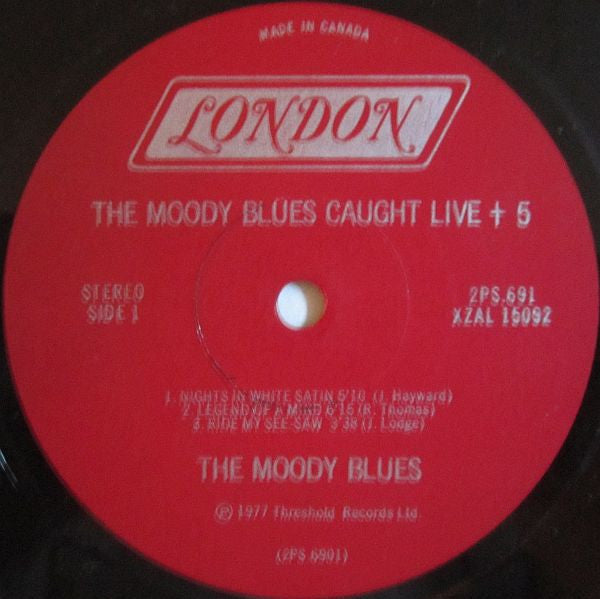 MADE IN CANADA
LONDON
THE MOODY BLUES CAUGHT LIVE + 5
STEREO
SIDE 1
2PS.691
XZAL 15092
1. NIGHTS IN WHITE SATIN 5'10 (J. Hayward)
2. LEGEND OF A MIND 6'15 (R. Thomas)
3. RIDE MY SEE SAW 3'38 (J. Lodge)
THE MOODY BLUES
℗ 1977 Threshold Records Ltd.
(2PS 6901)